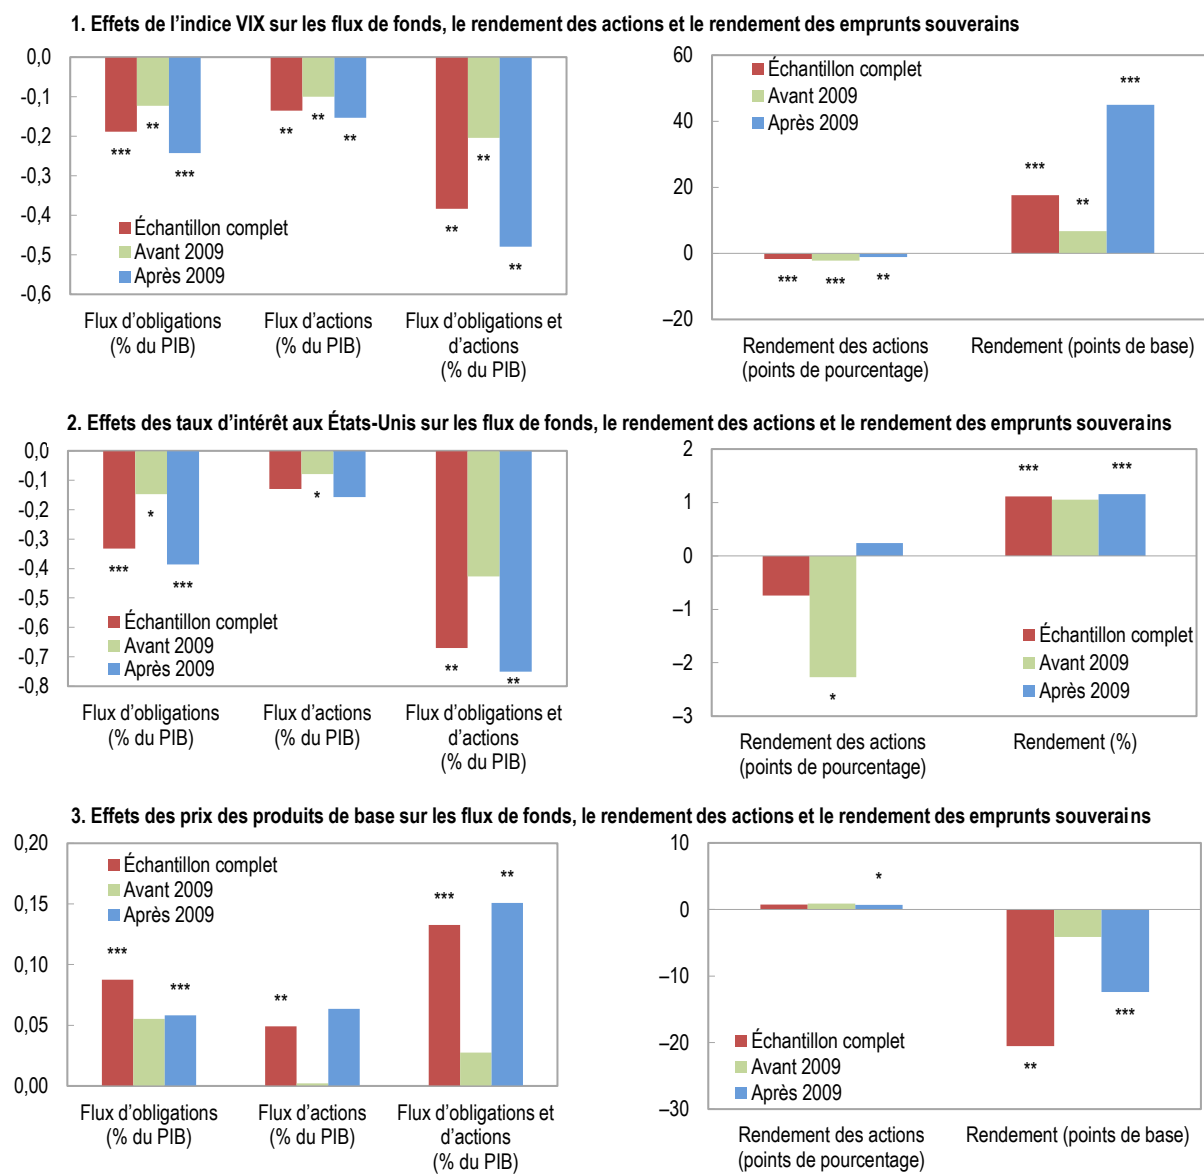 1. Effets de l’indice VIX sur les flux de fonds, le rendement des actions et le rendement des emprunts souverains
0,0
-0,1
-0,2
-0,3
-0,4
-0,5
-0,6
***
**
***
**
**
**
**
**
**
Échantillon complet
Avant 2009
Après 2009
Flux d’obligations
(% du PIB)
Flux d’actions
(% du PIB)
Flux d’obligations et
d’actions
(% du PIB)
60
40
20
0
–20
Échantillon complet
Avant 2009
Après 2009
***
***
**
***
**
***
Rendement des actions
(points de pourcentage)
Rendement (points de base)
2. Effets des taux d’intérêt aux États-Unis sur les flux de fonds, le rendement des actions et le rendement des emprunts souverains
0,0
-0,1
-0,2
-0,3
-0,4
-0,5
-0,6
-0,7
-0,8
***
*
***
*
**
**
Échantillon complet
Avant 2009
Après 2009
Flux d’obligations
(% du PIB)
Flux d’actions
(% du PIB)
Flux d’obligations et
d’actions
(% du PIB)
2
1
0
–1
–2
–3
*
***
***
Échantillon complet
Avant 2009
Après 2009
Rendement des actions
(points de pourcentage)
Rendement (%)
3. Effets des prix des produits de base sur les flux de fonds, le rendement des actions et le rendement des emprunts souverains
0,20
0,15
0,10
0,05
0,00
Échantillon complet
Avant 2009
Après 2009
***
***
**
***
**
Flux d’obligations
(% du PIB)
Flux d’actions
(% du PIB)
Flux d’obligations et
d’actions
(% du PIB)
10
0
–10
–20
–30
*
**
***
Échantillon complet
Avant 2009
Après 2009
Rendement des actions
(points de pourcentage)
Rendement (points de base)